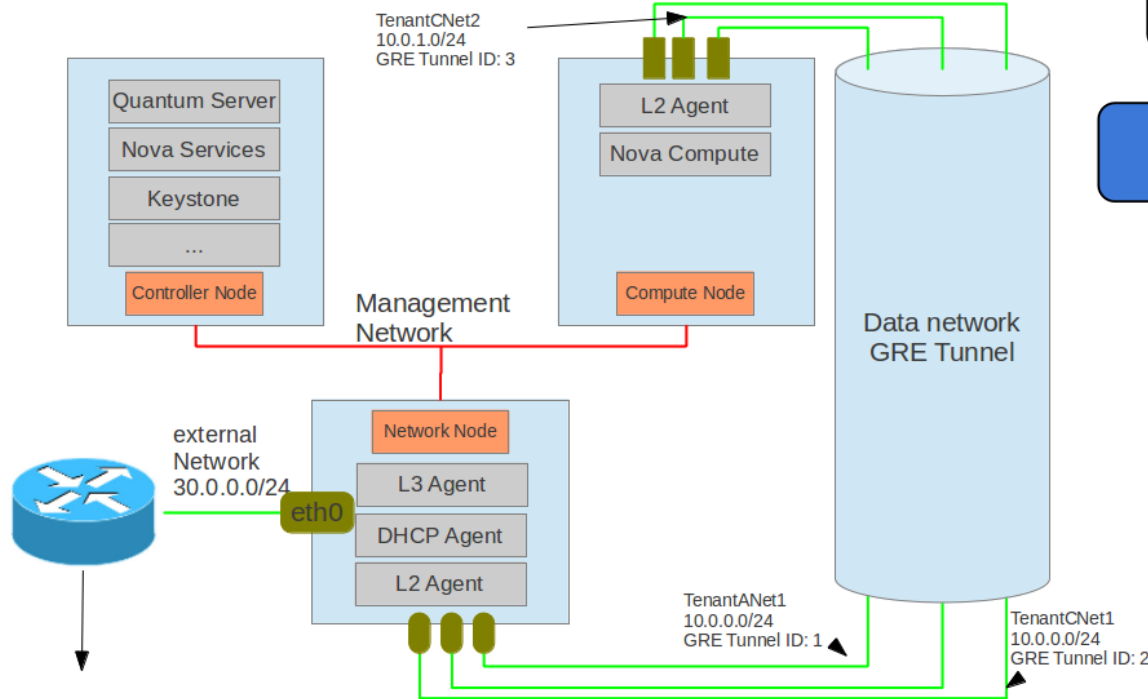 TenantCNet2
10.0.1.0/24
GRE Tunnel ID: 3
Quantum Server
Nova Services
Keystone
...
Controller Node
L2 Agent
Nova Compute
Compute Node
Management
Network
Data network
GRE Tunnel
Network Node
L3 Agent
DHCP Agent
L2 Agent
external
Network
30.0.0.0/24
eth0
TenantANet1
10.0.0.0/24
GRE Tunnel ID: 1
TenantCNet1
10.0.0.0/24
GRE Tunnel ID: 2